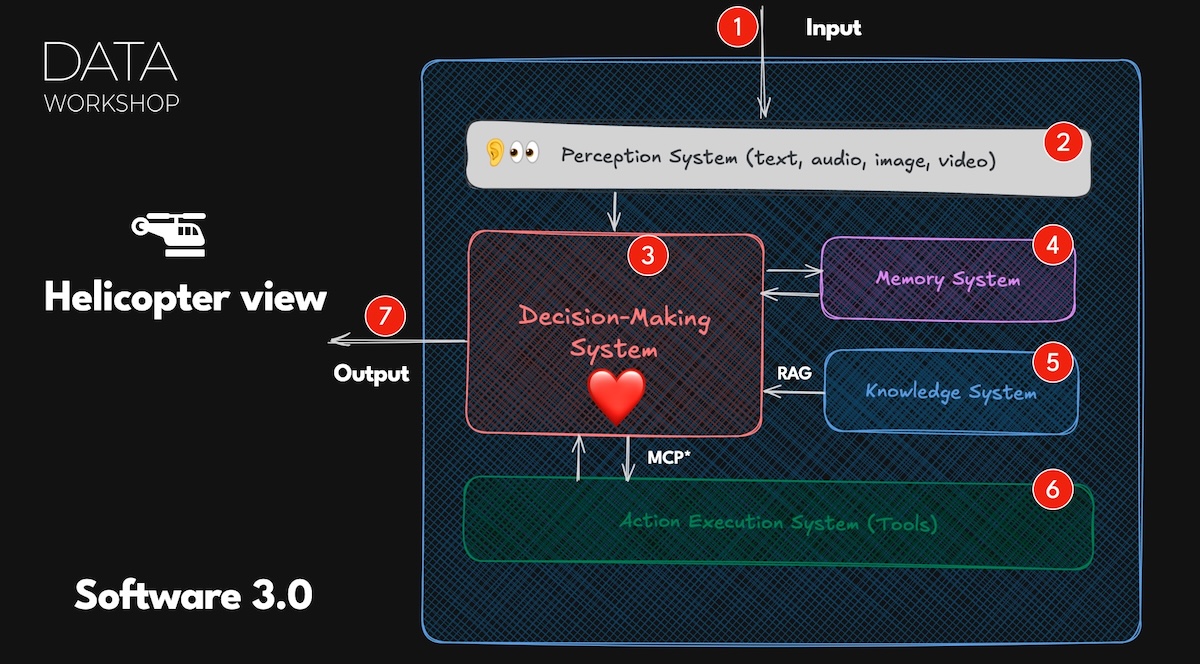 DATA
WORKSHOP
Helicopter view
Software 3.0
1
Input
2
Perception System (text, audio, image, video)
3
Decision-Making
System
4
Memory System
5
RAG
Knowledge System
MCP*
6
Action Execution System (Tools)
7
Output